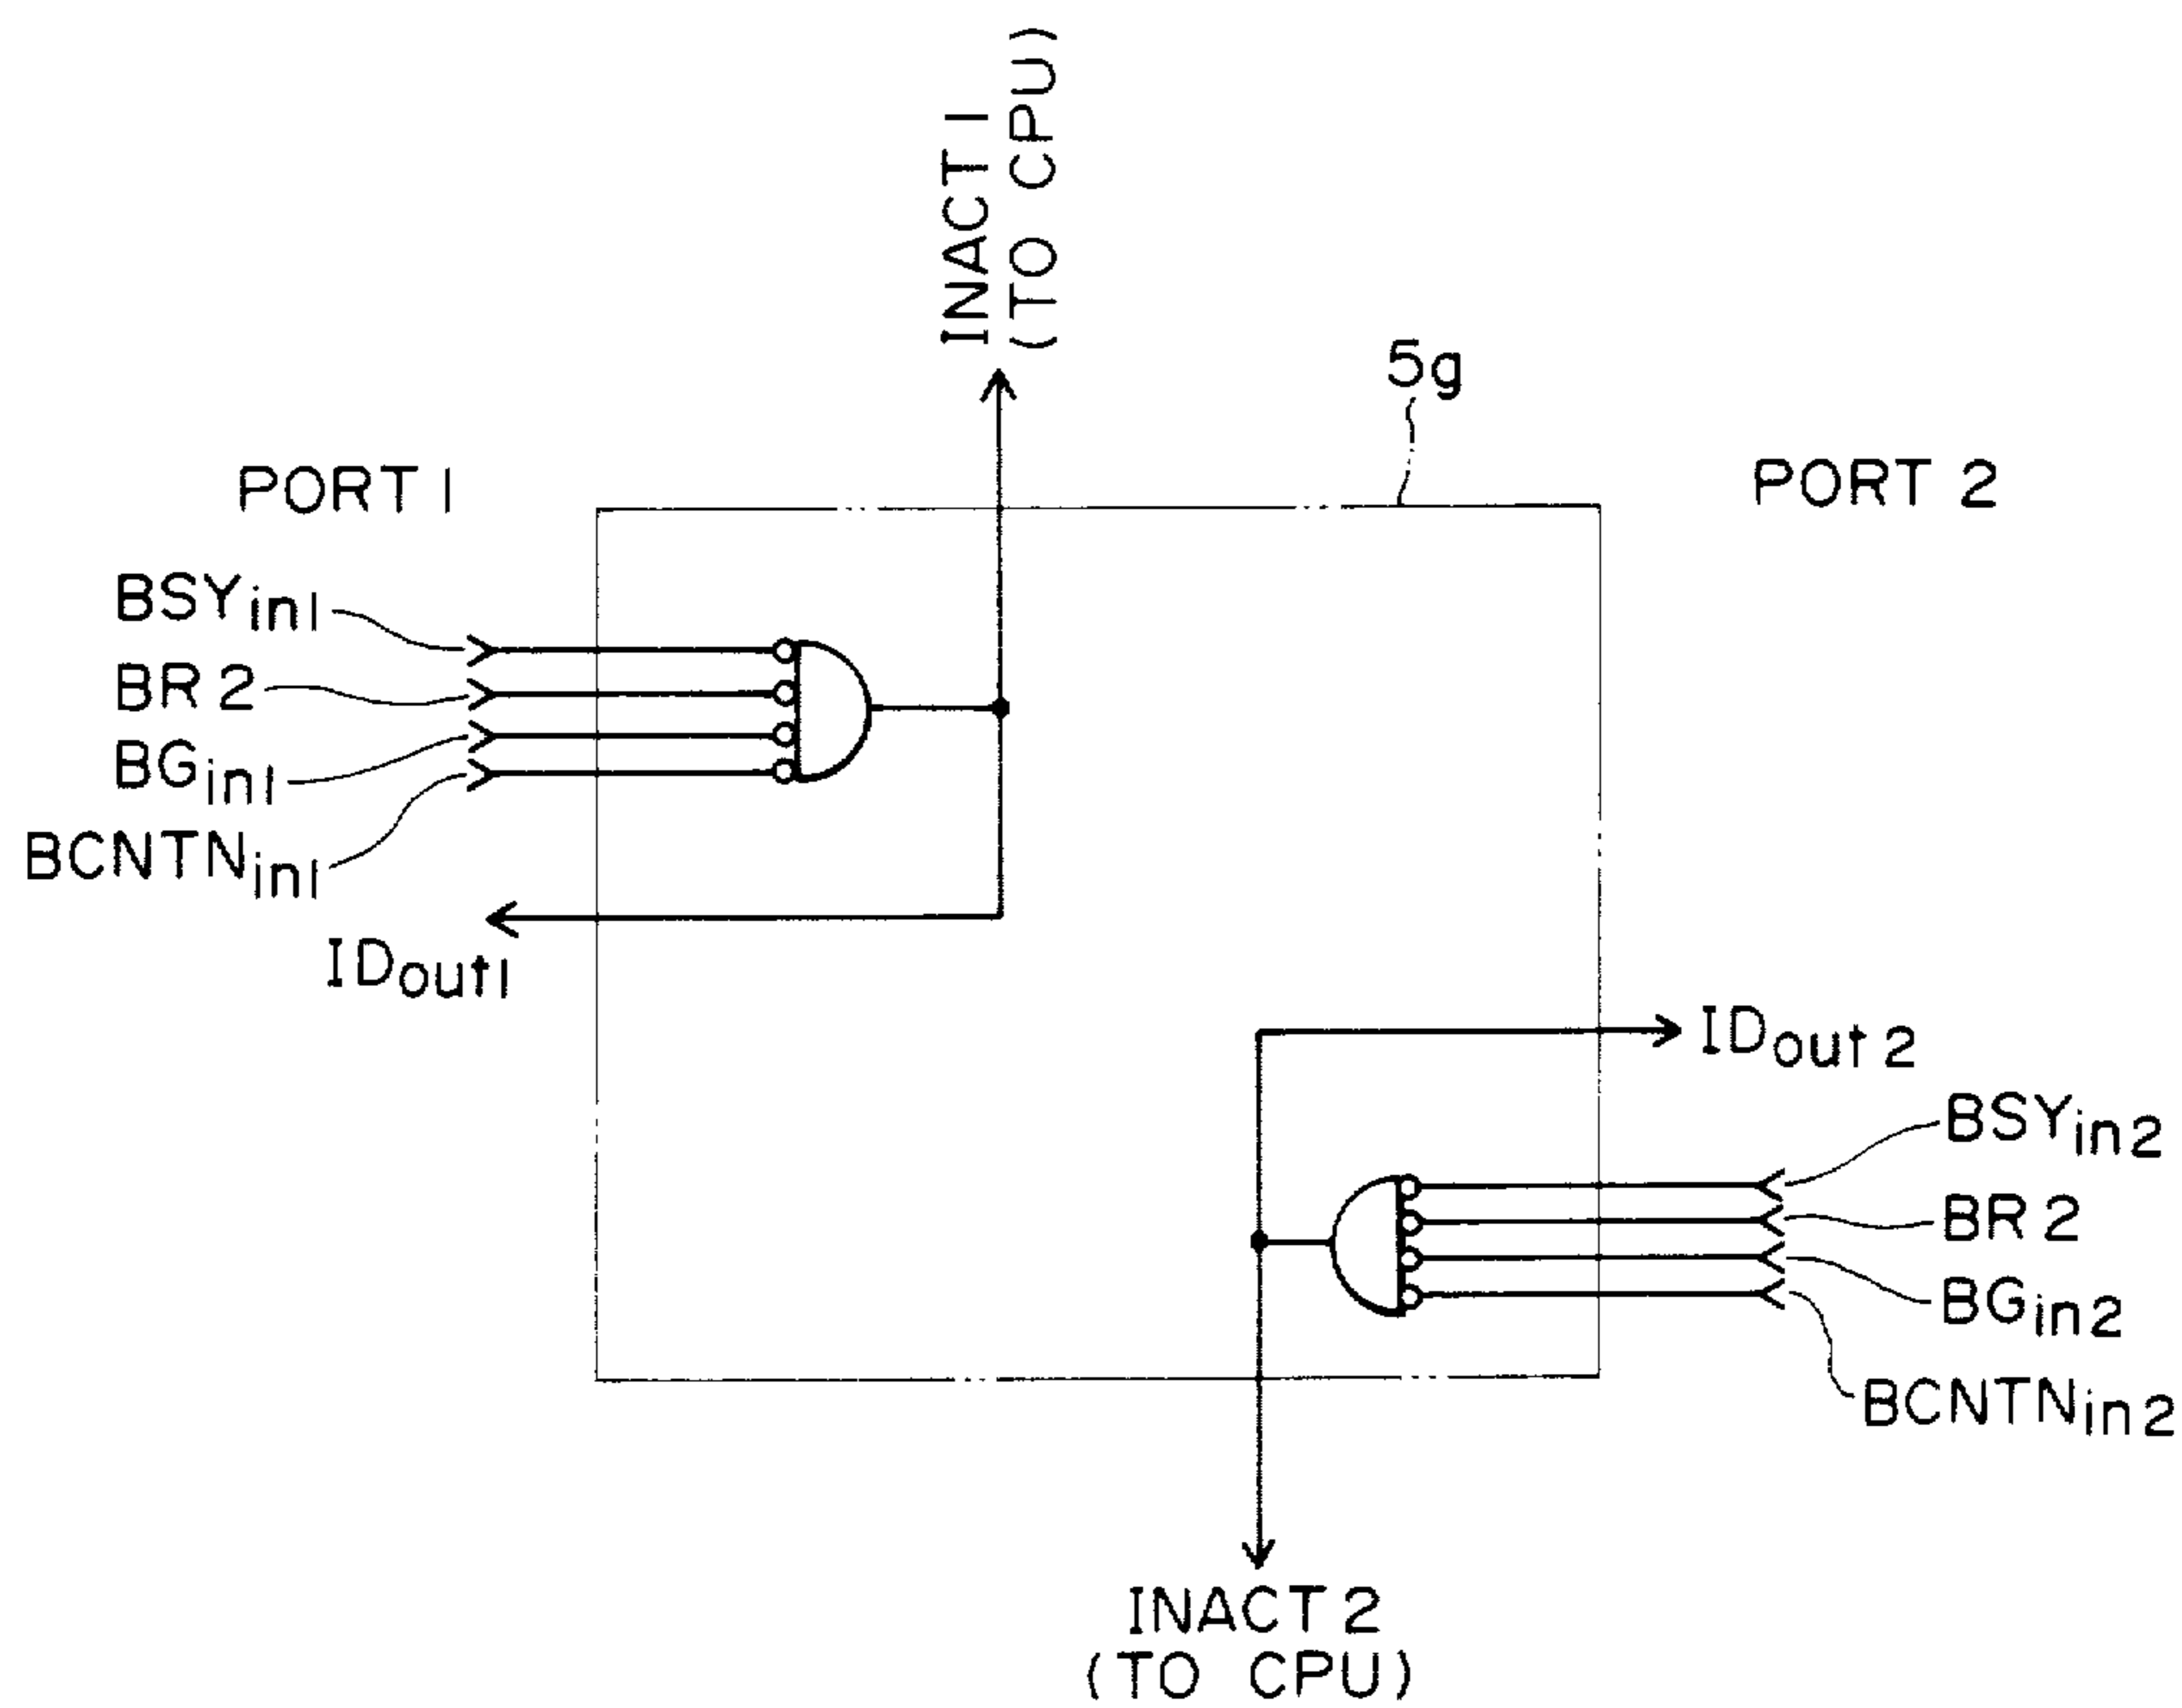 INACT 1
(TO CPU)
5g
PORT 1
PORT 2
BSYin1
BR 2
BGin1
BCNTNin1
IDout1
IDout 2
BSYin2
BR 2
BGin2
BCNTNin2
INACT 2
(TO CPU)